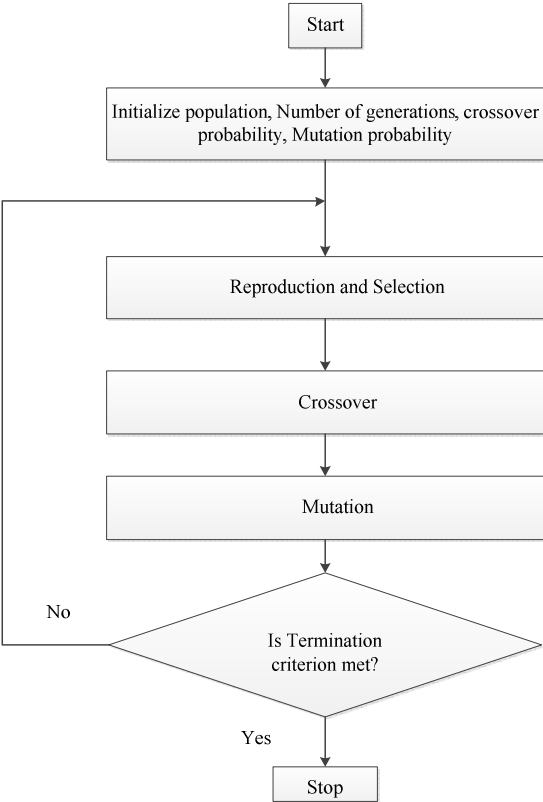 Start
Initialize population, Number of generations, crossover
probability, Mutation probability
Reproduction and Selection
Crossover
Mutation
Is Termination
criterion met?
No
Yes
Stop